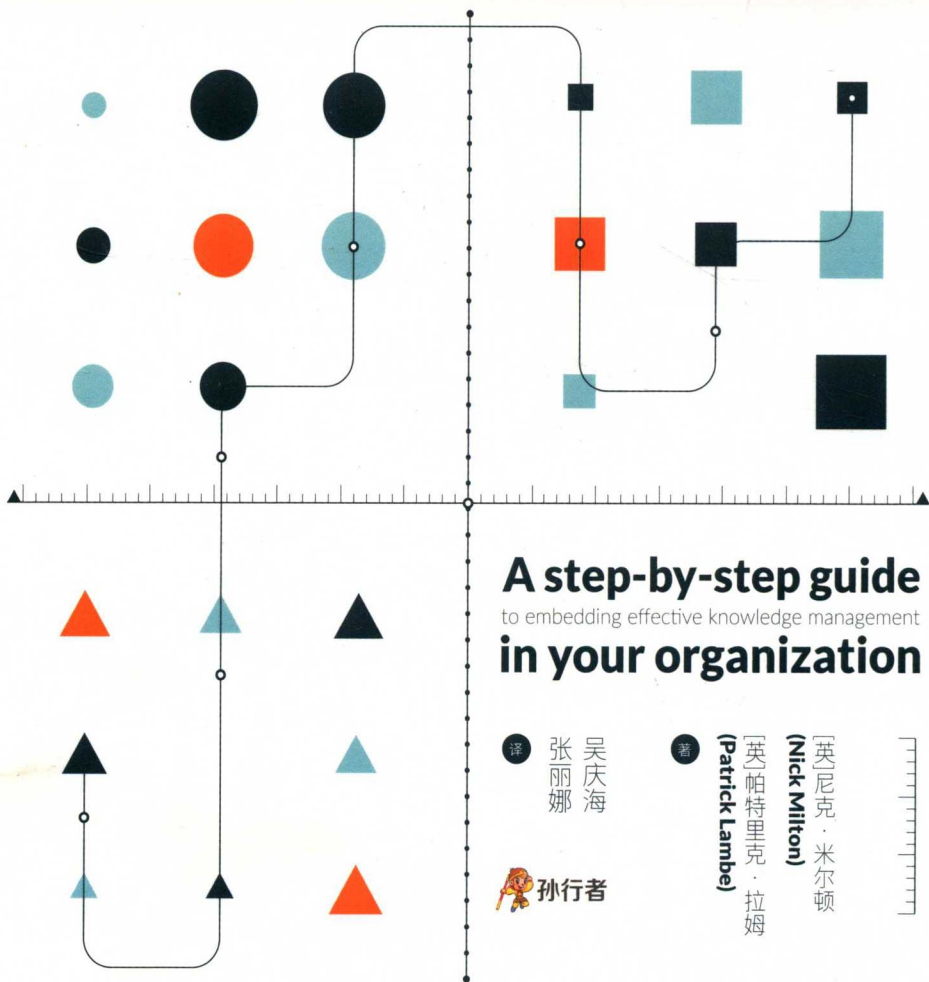 A step-by-step guide
to embedding effective knowledge management
in your organization
[英]尼克·米尔顿
(Nick Milton)
[英]帕特里克·拉姆
(Patrick Lambe)
著
吴庆海
张丽娜
译
孙行者